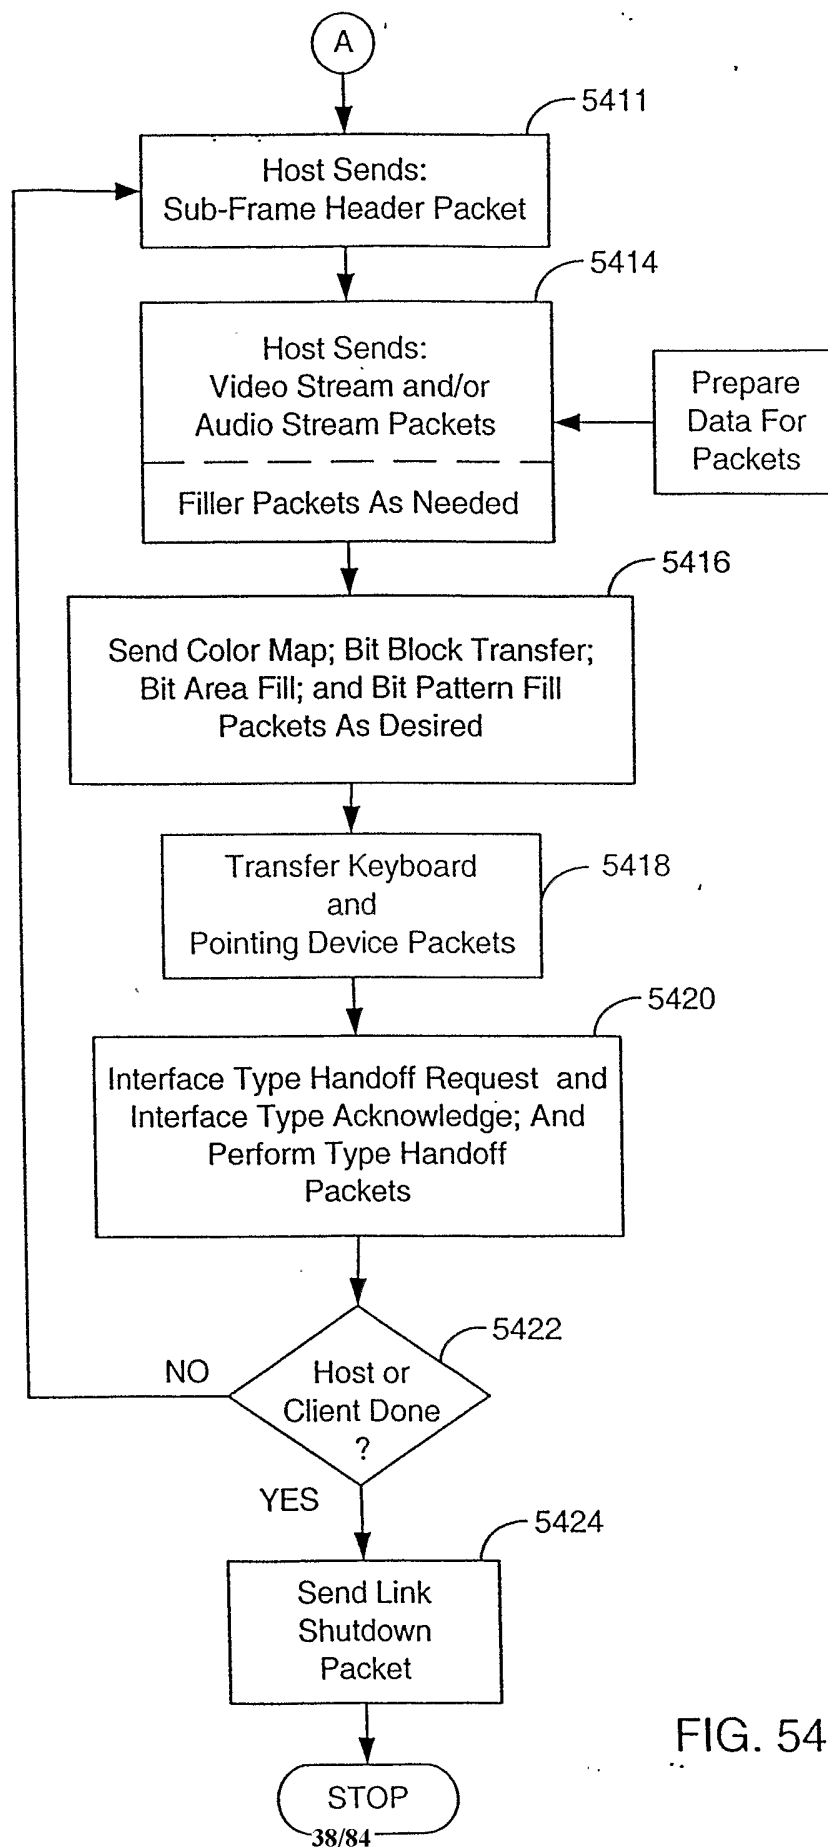 A
5411
Host Sends:
Sub-Frame Header Packet
5414
Host Sends:
Video Stream and/or
Audio Stream Packets
Filler Packets As Needed
Prepare
Data For
Packets
5416
Send Color Map; Bit Block Transfer;
Bit Area Fill; and Bit Pattern Fill
Packets As Desired
Transfer Keyboard
and
Pointing Device Packets
5418
5420
Interface Type Handoff Request and
Interface Type Acknowledge; And
Perform Type Handoff
Packets
5422
NO
Host or
Client Done
?
YES
5424
Send Link
Shutdown
Packet
FIG. 54
STOP
38/84